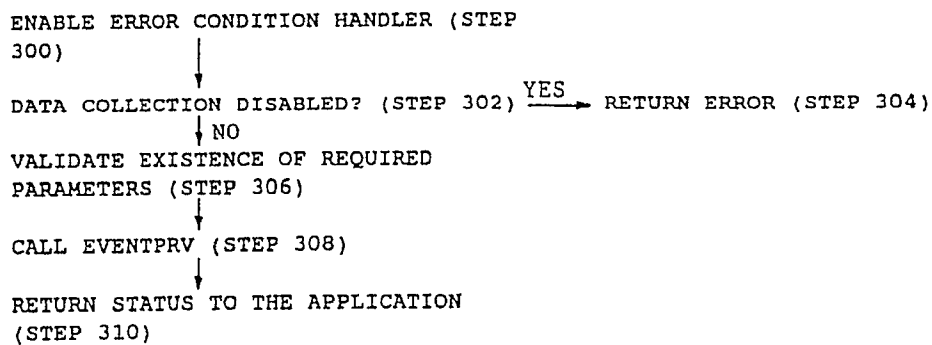 ENABLE ERROR CONDITION HANDLER (STEP
300)
DATA COLLECTION DISABLED? (STEP 302) YES RETURN ERROR (STEP 304)
NO
VALIDATE EXISTENCE OF REQUIRED
PARAMETERS (STEP 306)
CALL EVENTPRV (STEP 308)
RETURN STATUS TO THE APPLICATION
(STEP 310)